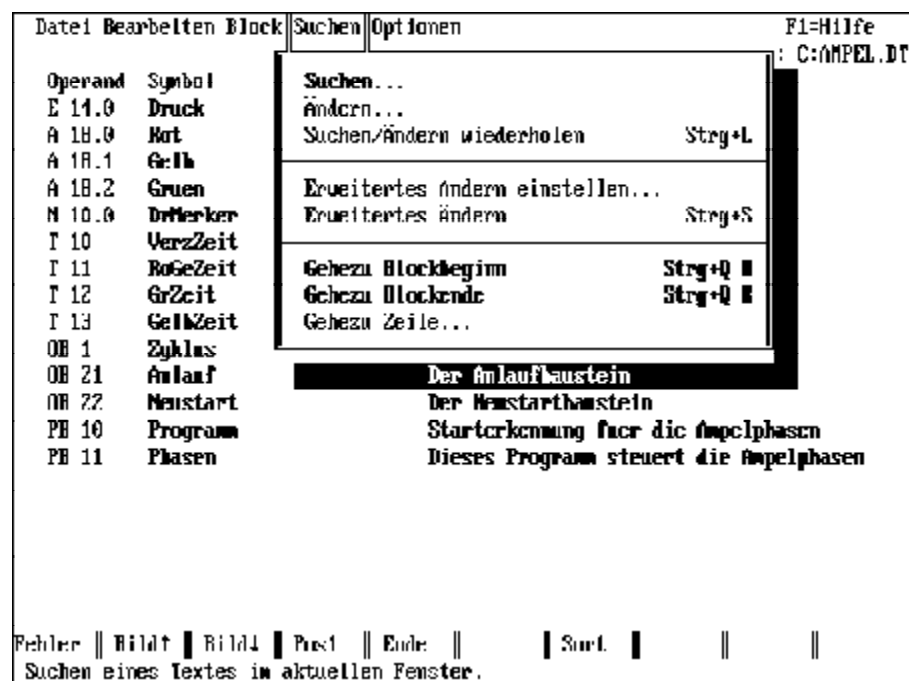 Datei Bearbeiten Block Suchen Optionen F1=Hilfe
: C:AMPEL.DT
Operand Symbol
Suchen...
E 14.0 Druck
Ändern...
A 18.0 Rot
Suchen/Ändern wiederholen Strg+L
A 18.1 Gelb
A 18.2 Gruen
Erweitertes Ändern einstellen...
M 10.0 DrMerker
Erweitertes Ändern Strg+S
T 10 VerzZeit
T 11 RoGeZeit
Gehezu Blockbeginn Strg+Q
T 12 GrZeit
Gehezu Blockende Strg+Q
T 13 GelbZeit
Gehezu Zeile...
OB 1 Zyklus
OB 21 Anlauf Der Anlaufbaustein
OB 22 Neustart Der Neustartbaustein
PB 10 Programm Starterkennung fuer die Ampelphasen
PB 11 Phasen Dieses Programm steuert die Ampelphasen
Fehler Bild↑ Bild↓ Pos1 Ende Sort
Suchen eines Textes im aktuellen Fenster.